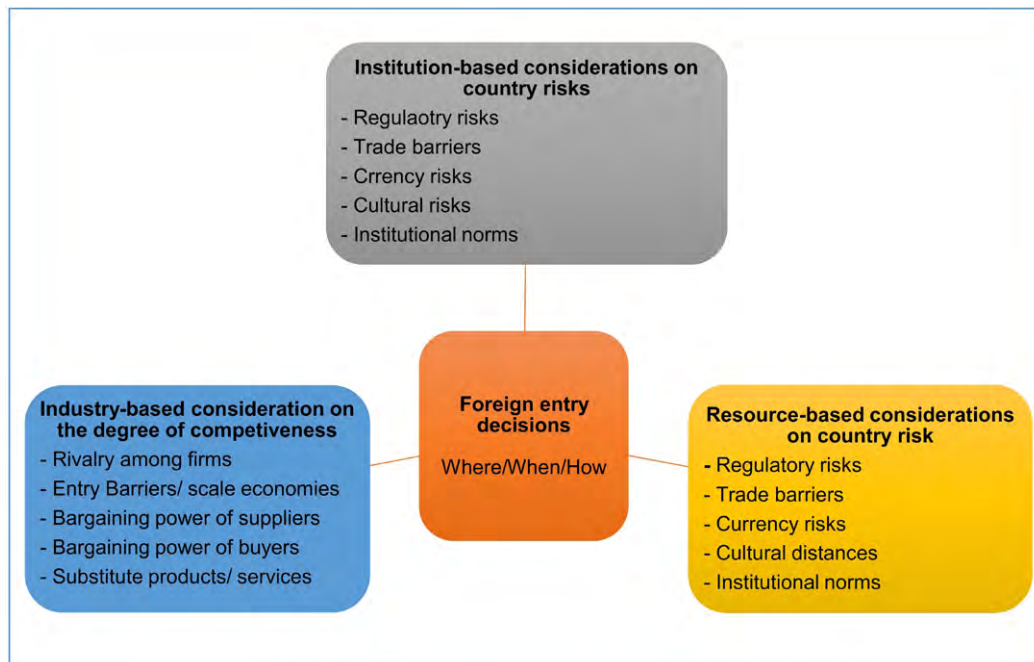 Institution-based considerations on
country risks
- Regulaotry risks
- Trade barriers
- Crrency risks
- Cultural risks
- Institutional norms
Foreign entry
decisions
Where/When/How
Industry-based consideration on
the degree of competiveness
- Rivalry among firms
- Entry Barriers/ scale economies
- Bargaining power of suppliers
- Bargaining power of buyers
- Substitute products/ services
Resource-based considerations
on country risk
- Regulatory risks
- Trade barriers
- Currency risks
- Cultural distances
- Institutional norms